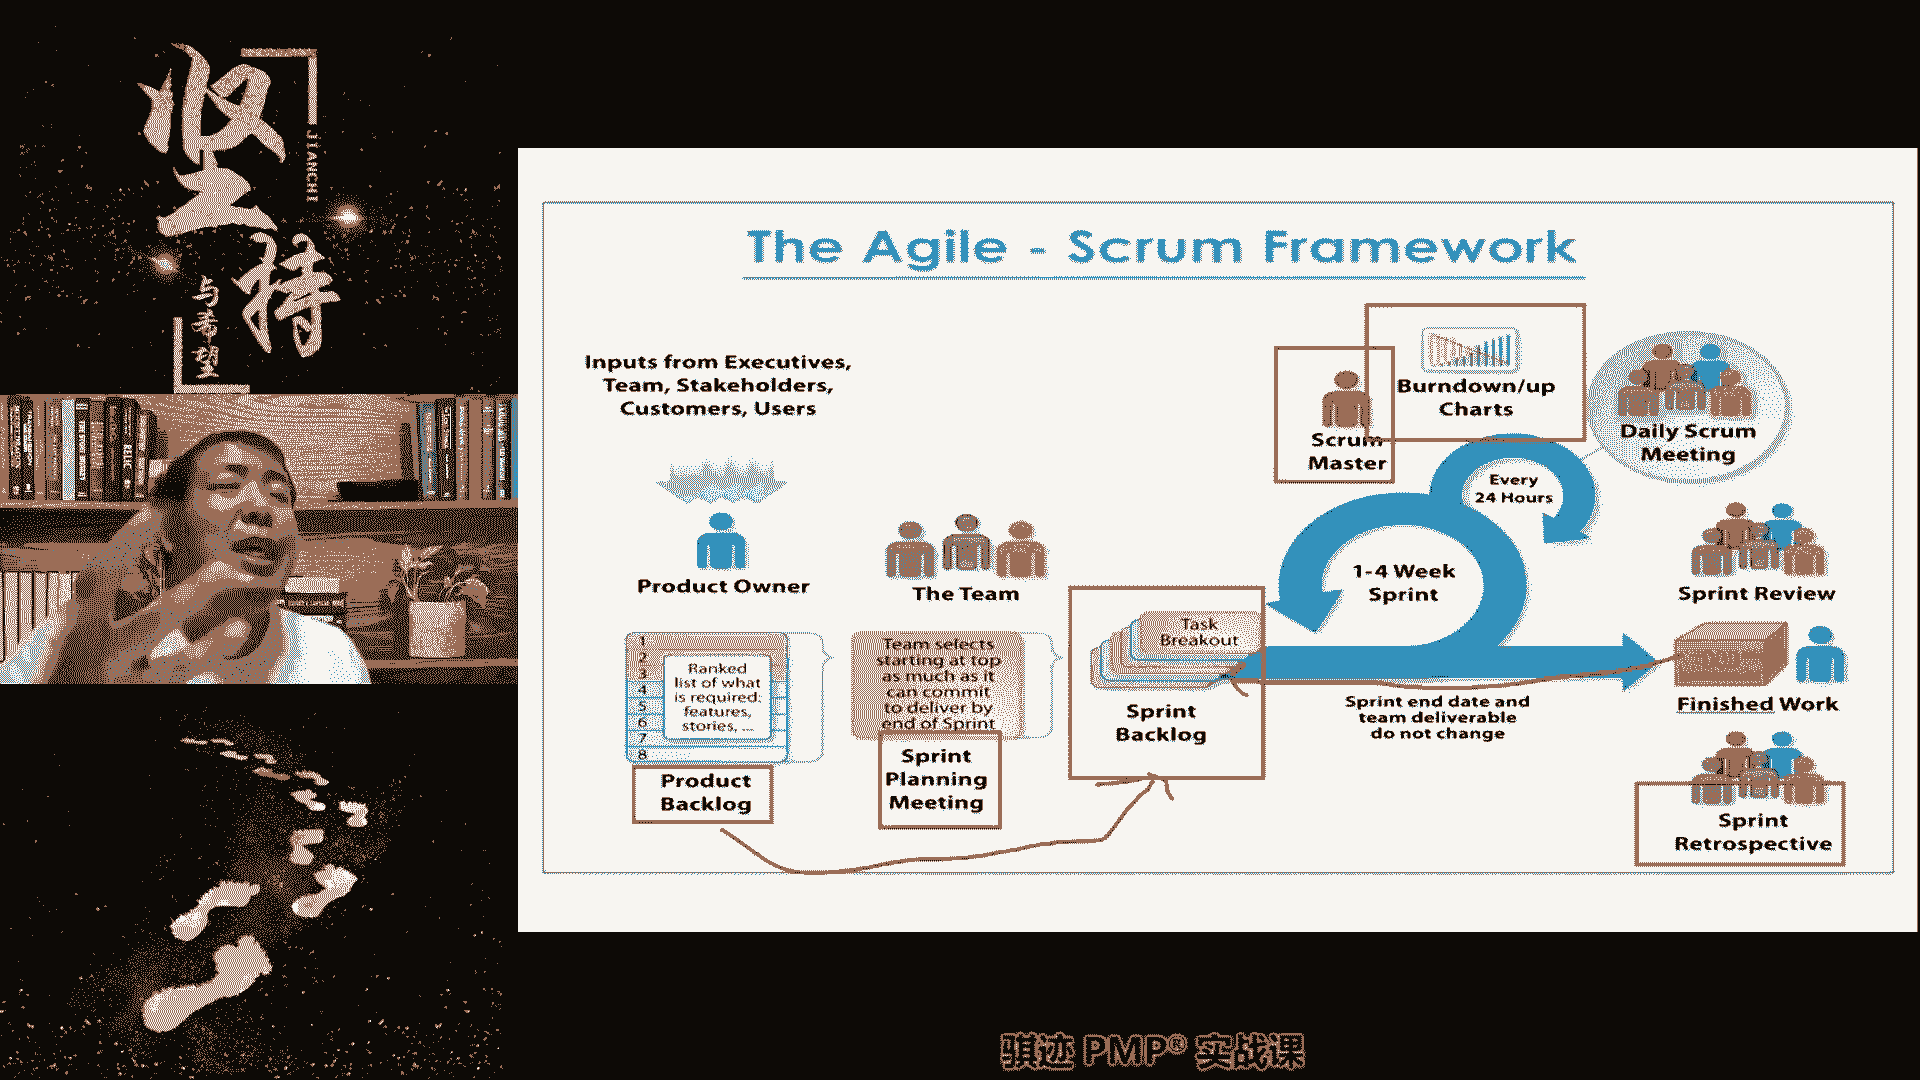 坚
持
JIANCHI
与希望
The Agile - Scrum Framework
Inputs from Executives,
Team, Stakeholders,
Customers, Users
Product Owner
The Team
1
2
3
4
5
6
7
8
Ranked
list of what
is required:
features,
stories, ...
Product
Backlog
Team selects
starting at top
as much as it
can commit
to deliver by
end of Sprint
Sprint
Planning
Meeting
Task
Breakout
Sprint
Backlog
Scrum
Master
Burndown/up
Charts
Daily Scrum
Meeting
Every
24 Hours
1-4 Week
Sprint
Sprint end date and
team deliverable
do not change
Sprint Review
Finished Work
Sprint
Retrospective
骐迹 PMP® 实战课